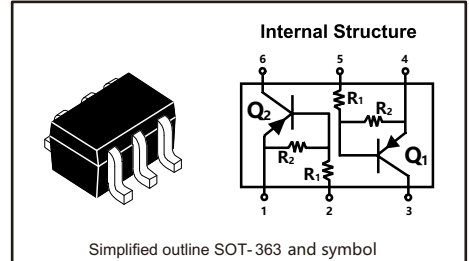 Internal Structure
6 5 4
R1
Q2 R2
R2 Q1
R1
1 2 3
Simplified outline SOT-363 and symbol